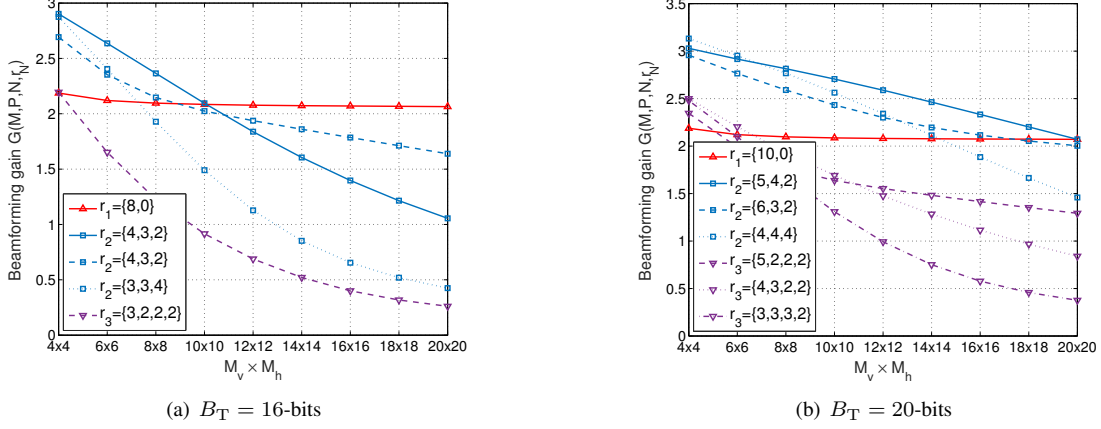 3
2.5
2
1.5
1
0.5
0
Beamforming gain G(M,P,N,r_N)
r_1={8,0}
r_2={4,3,2}
r_2={4,3,2}
r_2={3,3,4}
r_3={3,2,2,2}
4x4 6x6 8x8 10x10 12x12 14x14 16x16 18x18 20x20
M_v × M_h
(a) B_T = 16-bits
3.5
3
2.5
2
1.5
1
0.5
0
Beamforming gain G(M,P,N,r_N)
r_1={10,0}
r_2={5,4,2}
r_2={6,3,2}
r_2={4,4,4}
r_3={5,2,2,2}
r_3={4,3,2,2}
r_3={3,3,3,2}
4x4 6x6 8x8 10x10 12x12 14x14 16x16 18x18 20x20
M_v × M_h
(b) B_T = 20-bits